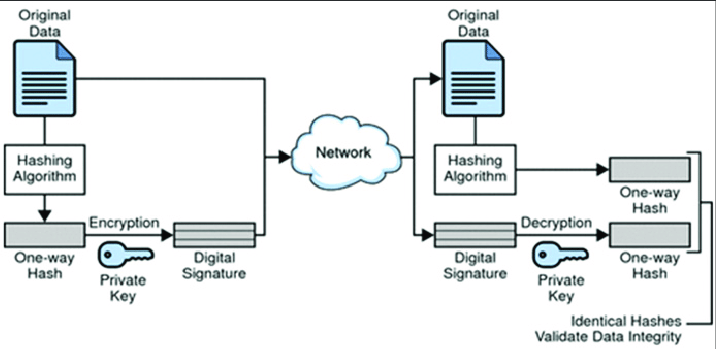 Original
Data
Hashing
Algorithm
One-way
Hash
Encryption
Private
Key
Digital
Signature
Network
Original
Data
Hashing
Algorithm
One-way
Hash
Digital
Signature
Decryption
Private
Key
One-way
Hash
Identical Hashes
Validate Data Integrity